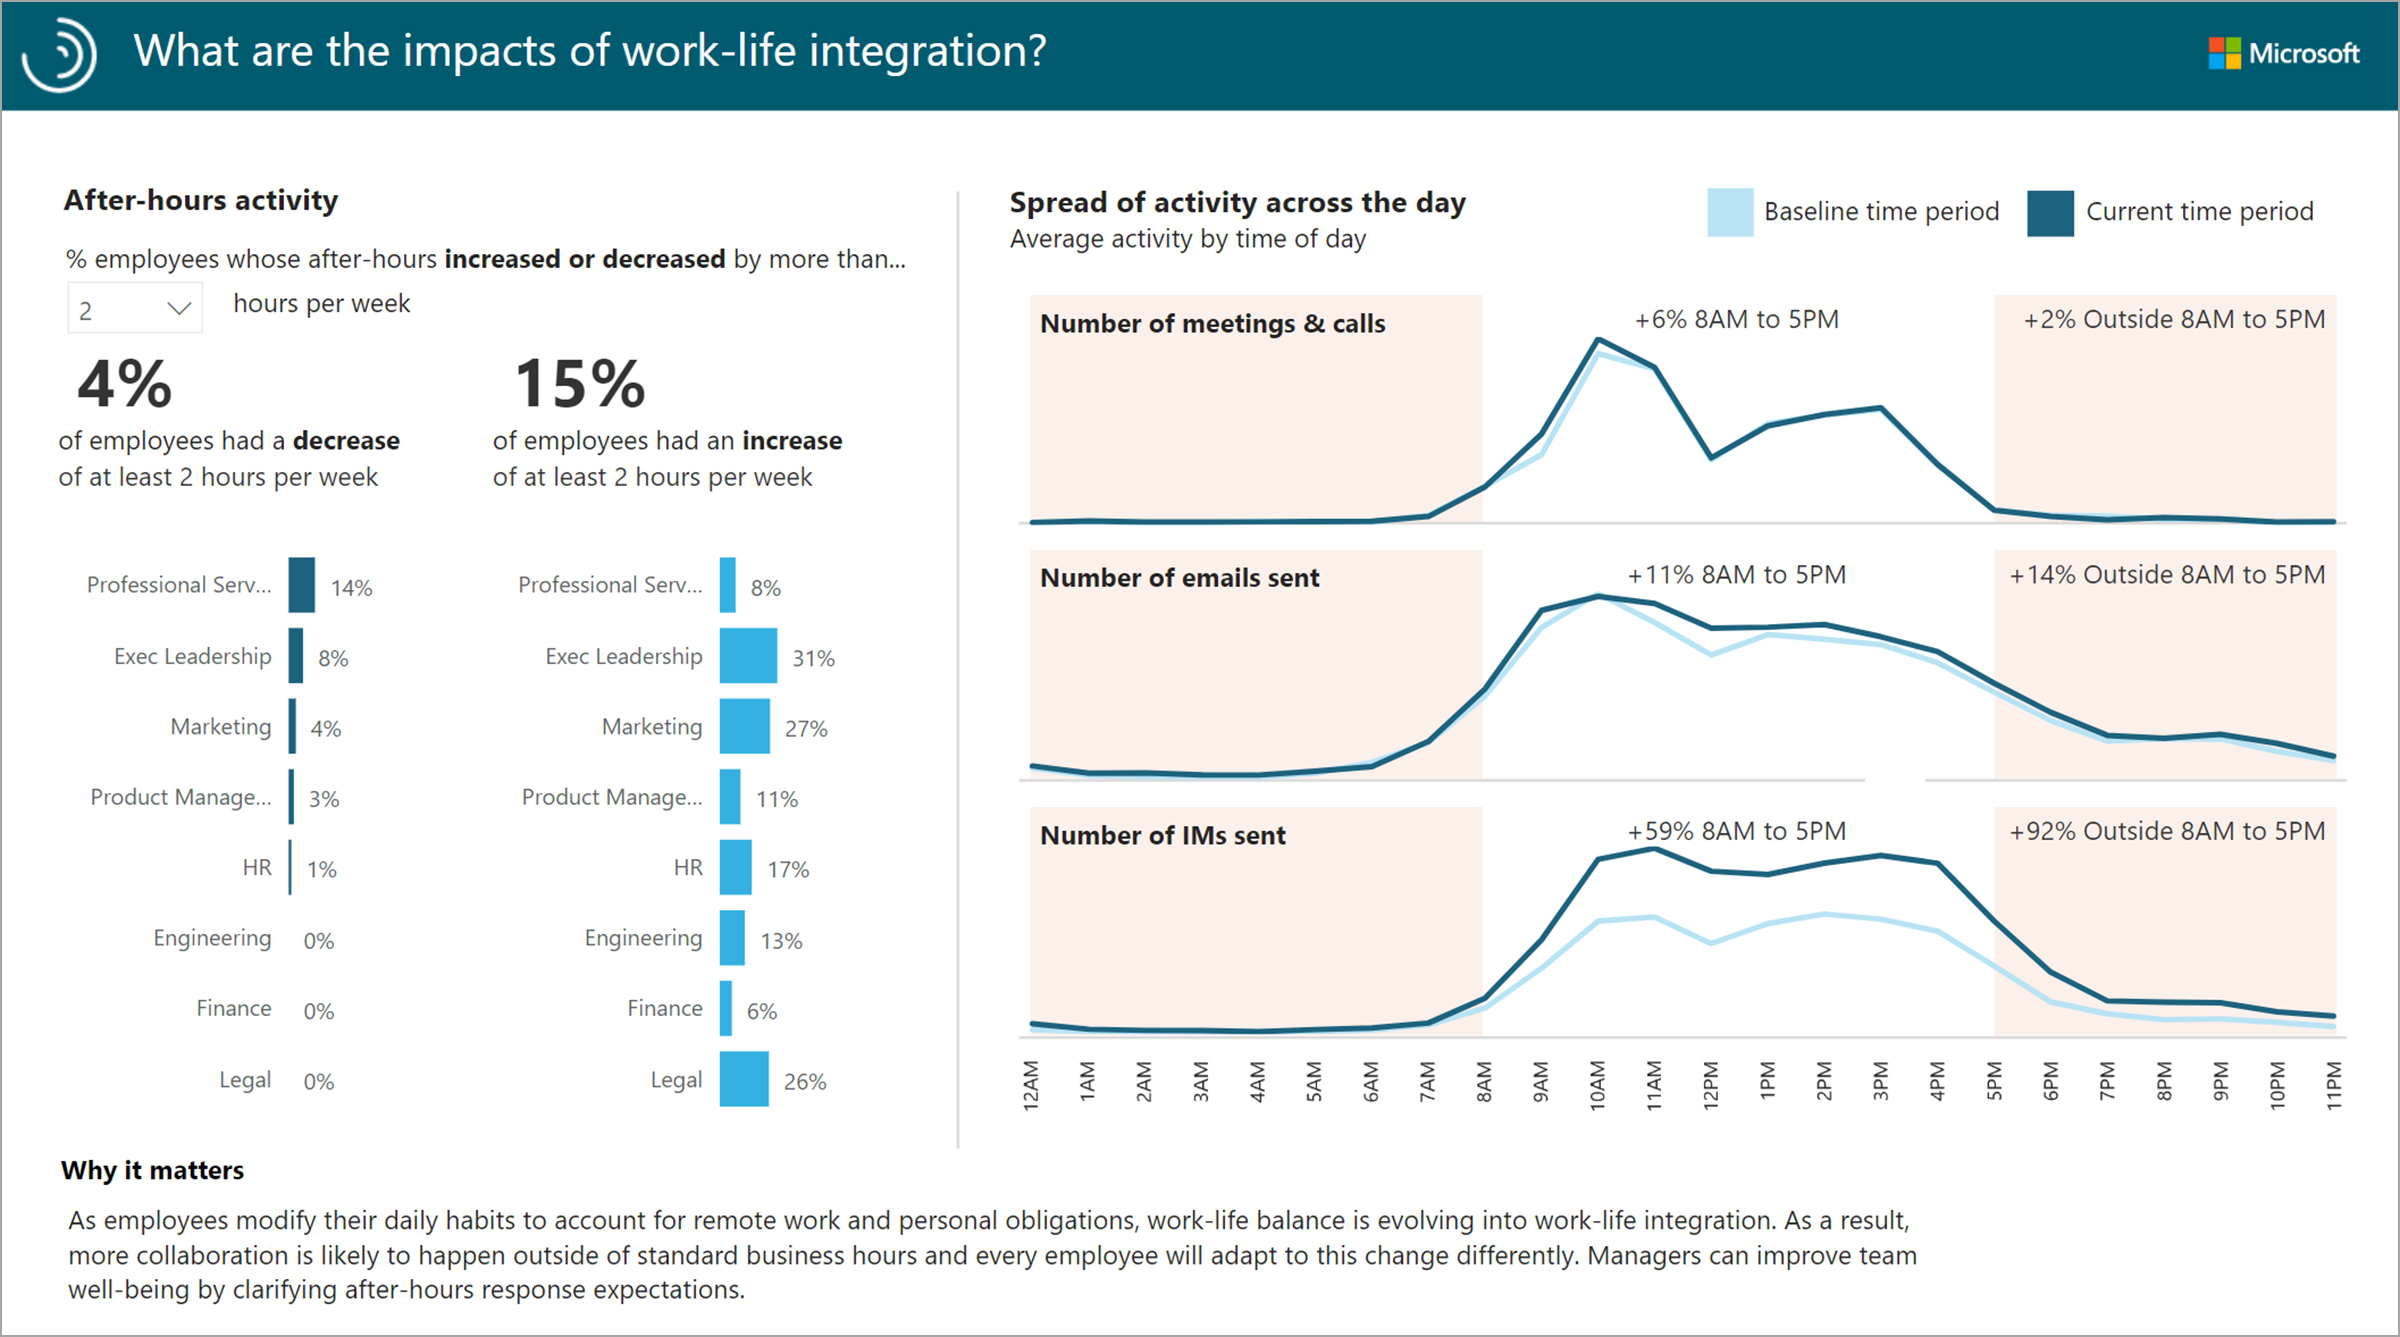 What are the impacts of work-life integration?
Microsoft
After-hours activity
% employees whose after-hours increased or decreased by more than...
2
hours per week
4%
of employees had a decrease
of at least 2 hours per week
15%
of employees had an increase
of at least 2 hours per week
Professional Serv... 14%
Exec Leadership 8%
Marketing 4%
Product Manage... 3%
HR 1%
Engineering 0%
Finance 0%
Legal 0%
Professional Serv... 8%
Exec Leadership 31%
Marketing 27%
Product Manage... 11%
HR 17%
Engineering 13%
Finance 6%
Legal 26%
Spread of activity across the day
Average activity by time of day
Baseline time period
Current time period
Number of meetings & calls
+6% 8AM to 5PM
+2% Outside 8AM to 5PM
Number of emails sent
+11% 8AM to 5PM
+14% Outside 8AM to 5PM
Number of IMs sent
+59% 8AM to 5PM
+92% Outside 8AM to 5PM
12AM
1AM
2AM
3AM
4AM
5AM
6AM
7AM
8AM
9AM
10AM
11AM
12PM
1PM
2PM
3PM
4PM
5PM
6PM
7PM
8PM
9PM
10PM
11PM
Why it matters
As employees modify their daily habits to account for remote work and personal obligations, work-life balance is evolving into work-life integration. As a result,
more collaboration is likely to happen outside of standard business hours and every employee will adapt to this change differently. Managers can improve team
well-being by clarifying after-hours response expectations.